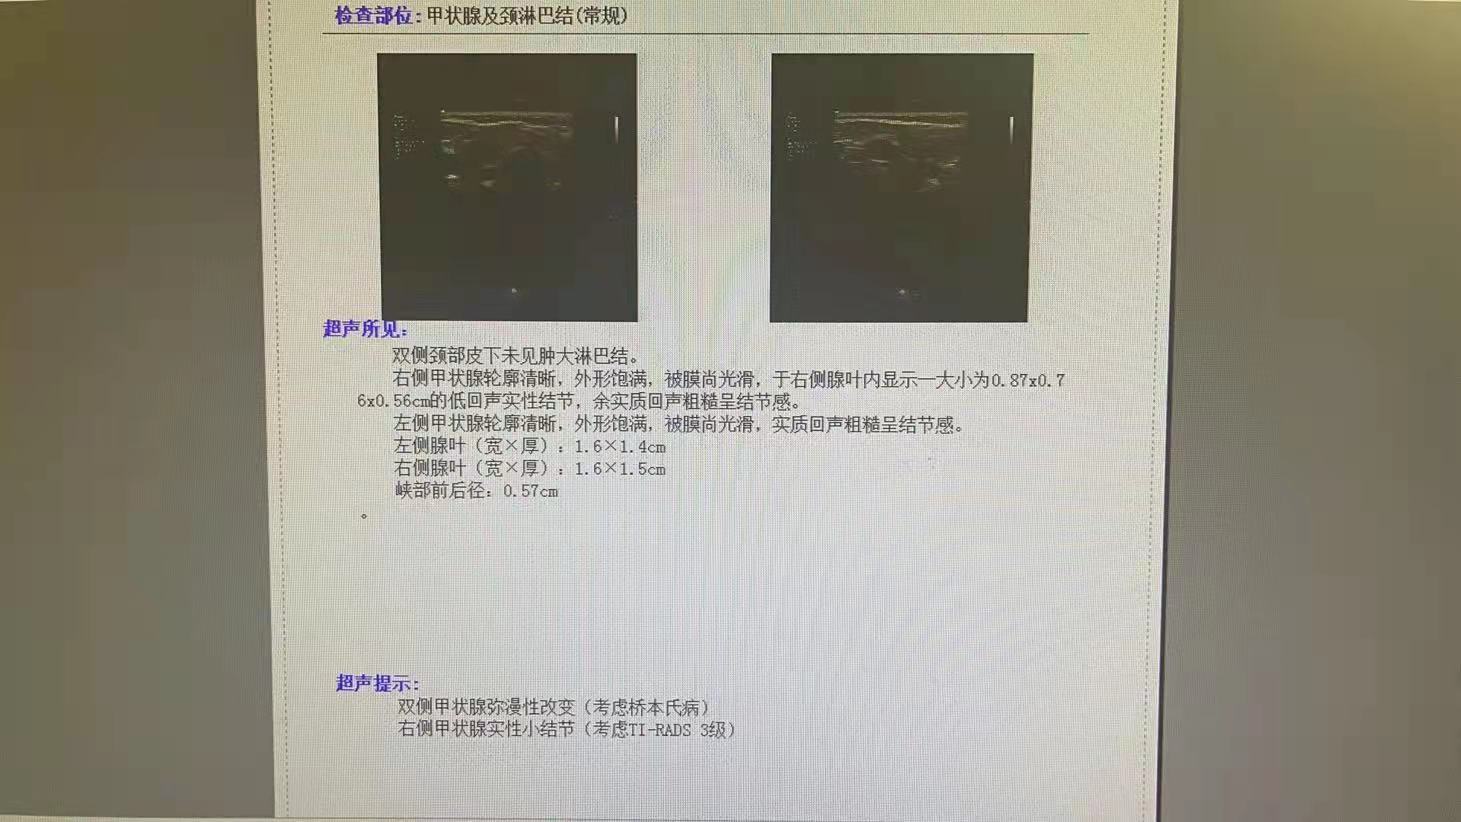 检查部位:甲状腺及颈淋巴结(常规)
超声所见:
双侧颈部皮下未见肿大淋巴结。
右侧甲状腺轮廓清晰，外形饱满，被膜尚光滑，于右侧腺叶内显示一大小为0.87x0.7
6x0.56cm的低回声实性结节，余实质回声粗糙呈结节感。
左侧甲状腺轮廓清晰，外形饱满，被膜尚光滑，实质回声粗糙呈结节感。
左侧腺叶（宽×厚）：1.6×1.4cm
右侧腺叶（宽×厚）：1.6×1.5cm
峡部前后径：0.57cm
。
超声提示:
双侧甲状腺弥漫性改变（考虑桥本氏病）
右侧甲状腺实性小结节（考虑TI-RADS 3级）